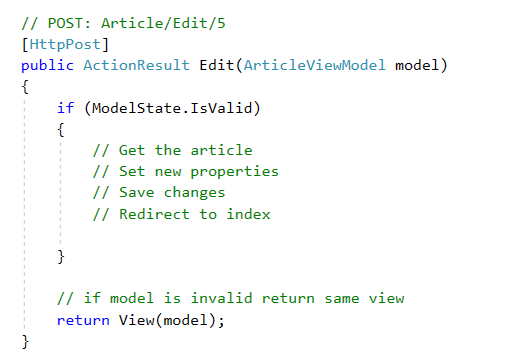 // POST: Article/Edit/5
[HttpPost]
public ActionResult Edit(ArticleViewModel model)
{
    if (ModelState.IsValid)
    {
        // Get the article
        // Set new properties
        // Save changes
        // Redirect to index
    }
    // if model is invalid return same view
    return View(model);
}